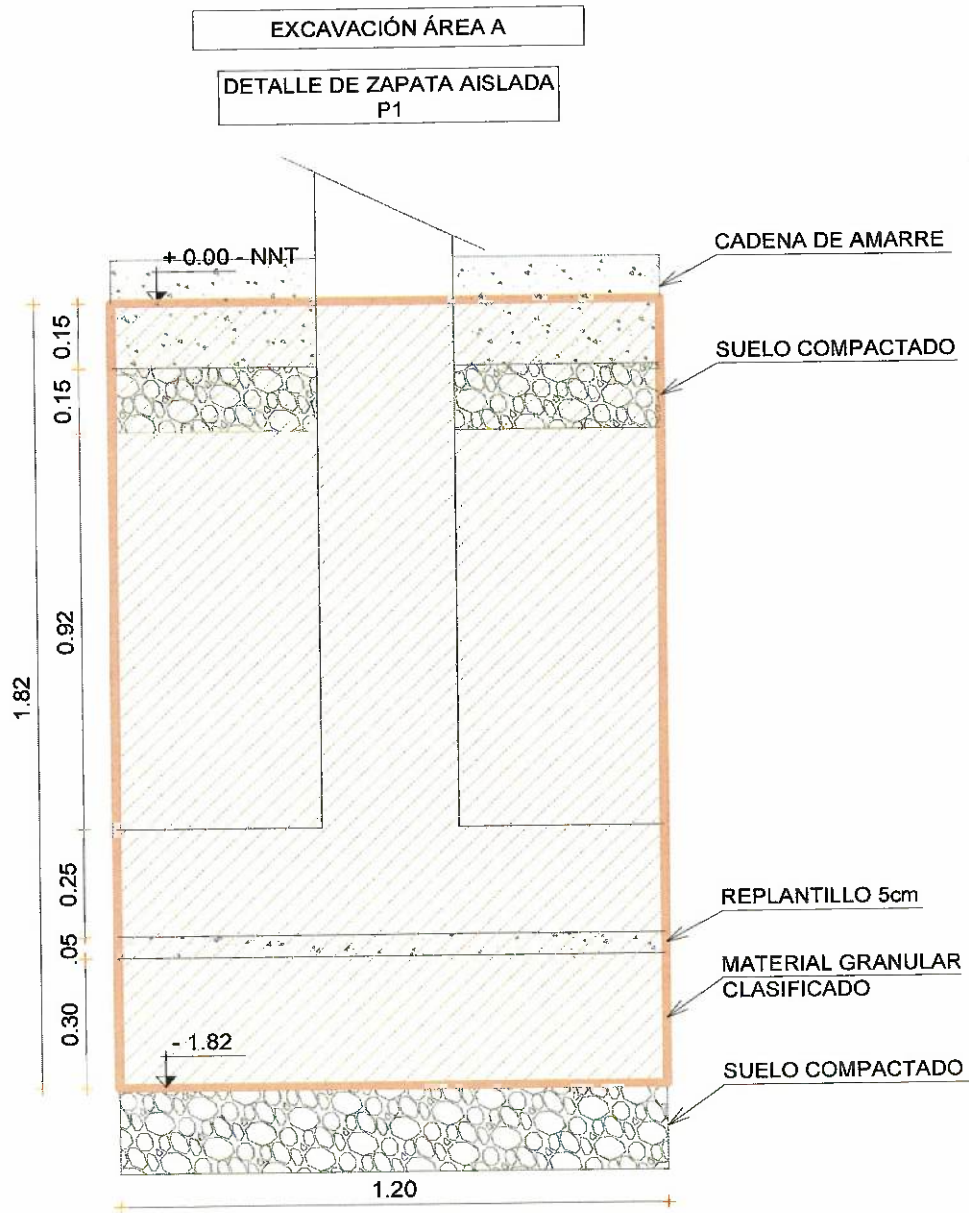 EXCAVACIÓN ÁREA A
DETALLE DE ZAPATA AISLADA
P1
+ 0.00 - NNT
CADENA DE AMARRE
0.15
SUELO COMPACTADO
0.15
0.92
1.82
0.25
REPLANTILLO 5cm
.05
MATERIAL GRANULAR
CLASIFICADO
0.30
- 1.82
SUELO COMPACTADO
1.20